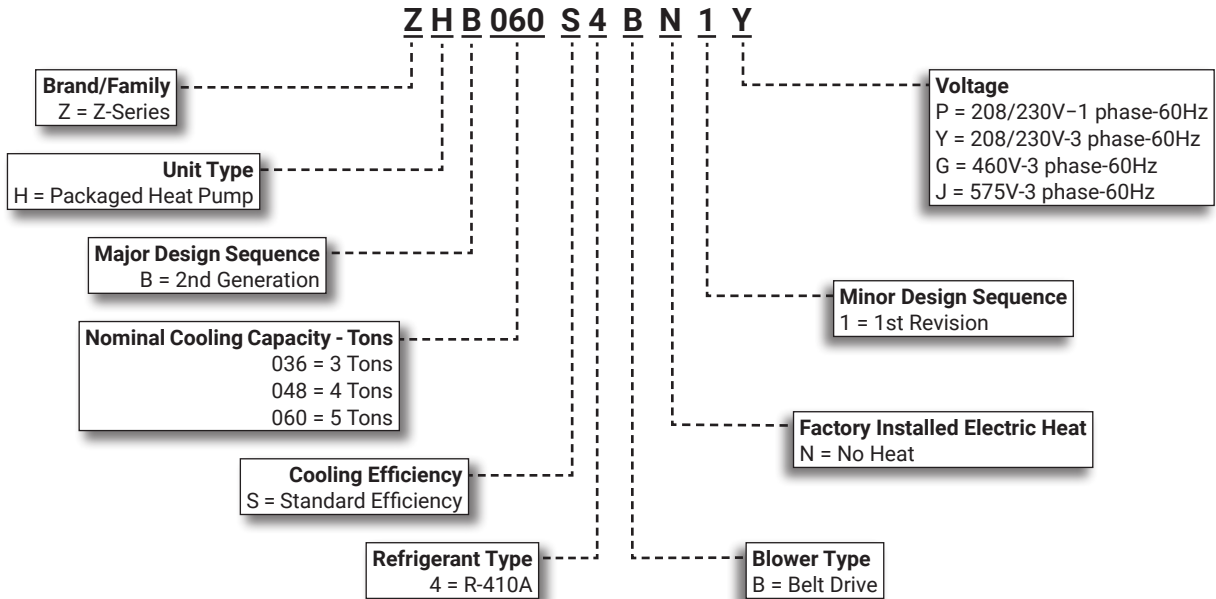 Z H B 060 S 4 B N 1 Y
Brand/Family
Z = Z-Series
Unit Type
H = Packaged Heat Pump
Major Design Sequence
B = 2nd Generation
Nominal Cooling Capacity - Tons
036 = 3 Tons
048 = 4 Tons
060 = 5 Tons
Cooling Efficiency
S = Standard Efficiency
Refrigerant Type
4 = R-410A
Voltage
P = 208/230V−1 phase-60Hz
Y = 208/230V-3 phase-60Hz
G = 460V-3 phase-60Hz
J = 575V-3 phase-60Hz
Minor Design Sequence
1 = 1st Revision
Factory Installed Electric Heat
N = No Heat
Blower Type
B = Belt Drive